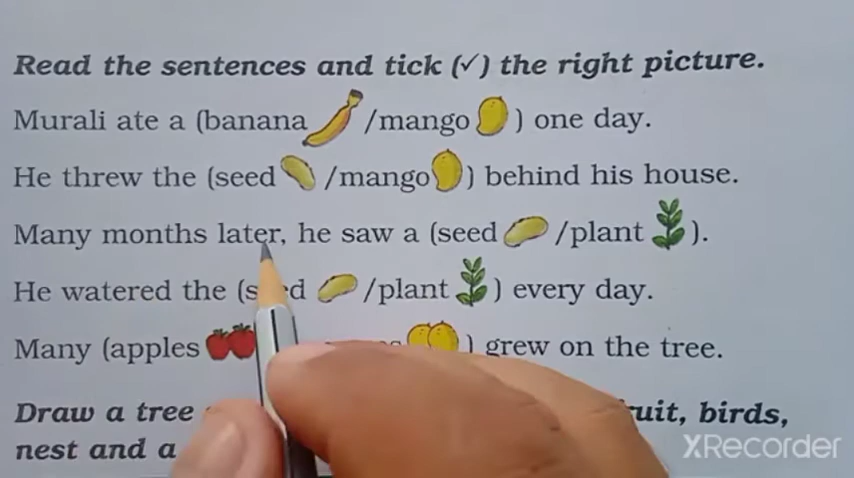 Read the sentences and tick (✓) the right picture.
Murali ate a (banana /mango ) one day.
He threw the (seed /mango ) behind his house.
Many months later, he saw a (seed /plant ).
He watered the (s d /plant ) every day.
Many (apples ) grew on the tree.
Draw a tree uit, birds,
nest and a
XRecorder